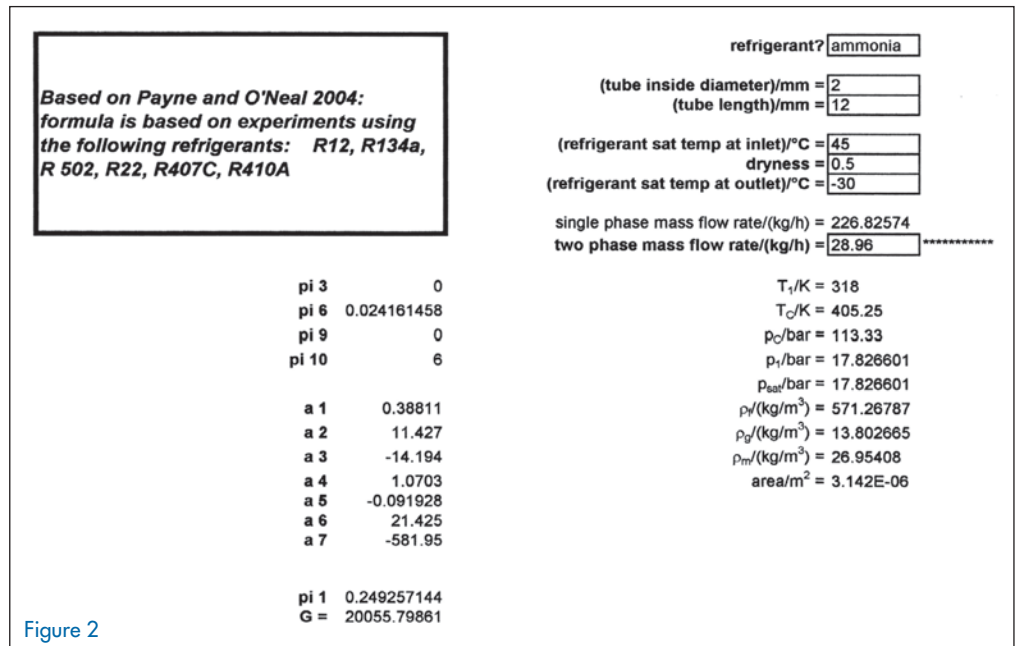 Based on Payne and O'Neal 2004:
formula is based on experiments using
the following refrigerants: R12, R134a,
R 502, R22, R407C, R410A
refrigerant? ammonia
(tube inside diameter)/mm = 2
(tube length)/mm = 12
(refrigerant sat temp at inlet)/°C = 45
dryness = 0.5
(refrigerant sat temp at outlet)/°C = -30
single phase mass flow rate/(kg/h) = 226.82574
two phase mass flow rate/(kg/h) = 28.96 ***********
pi 3 0
pi 6 0.024161458
pi 9 0
pi 10 6
a 1 0.38811
a 2 11.427
a 3 -14.194
a 4 1.0703
a 5 -0.091928
a 6 21.425
a 7 -581.95
pi 1 0.249257144
G = 20055.79861
T₁/K = 318
T_C/K = 405.25
p_C/bar = 113.33
p₁/bar = 17.826601
p_sat/bar = 17.826601
ρ_f/(kg/m³) = 571.26787
ρ_g/(kg/m³) = 13.802665
ρ_m/(kg/m³) = 26.95408
area/m² = 3.142E-06
Figure 2